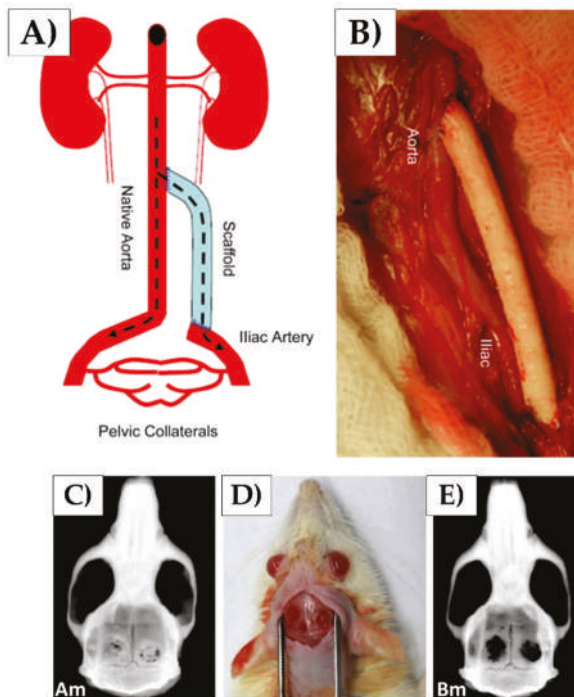 A)
Native Aorta
Scaffold
Iliac Artery
Pelvic Collaterals
B)
Aorta
Iliac
C)
Am
D)
E)
Bm